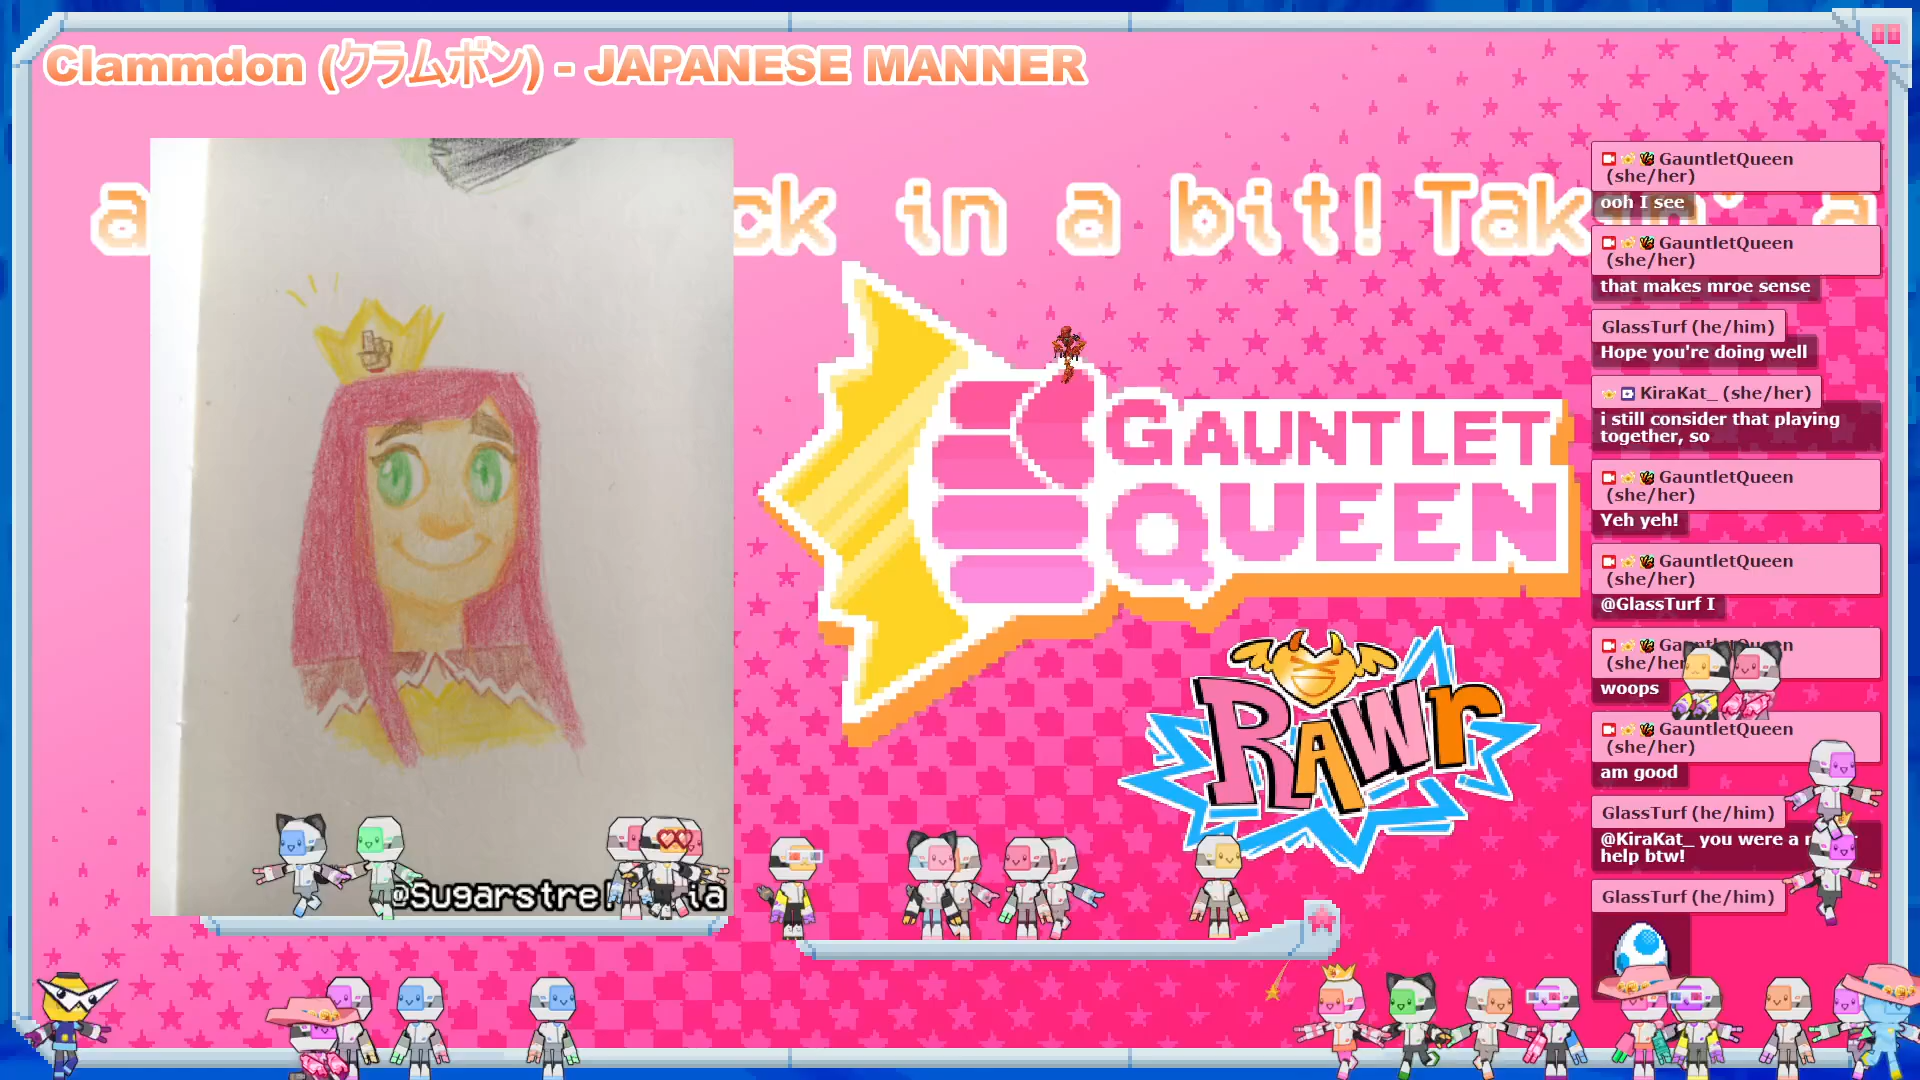 Clammdon (クラムボン) - JAPANESE MANNER
in a bit!
GAUNTLET
QUEEN
RAWr
GauntletQueen
(she/her)
ooh I see
GauntletQueen
(she/her)
that makes mroe sense
GlassTurf (he/him)
Hope you're doing well
KiraKat_ (she/her)
i still consider that playing
together, so
GauntletQueen
(she/her)
Yeh yeh!
GauntletQueen
(she/her)
@GlassTurf I
woops
GauntletQueen
(she/her)
am good
GlassTurf (he/him)
@KiraKat_ you were a
help btw!
GlassTurf (he/him)